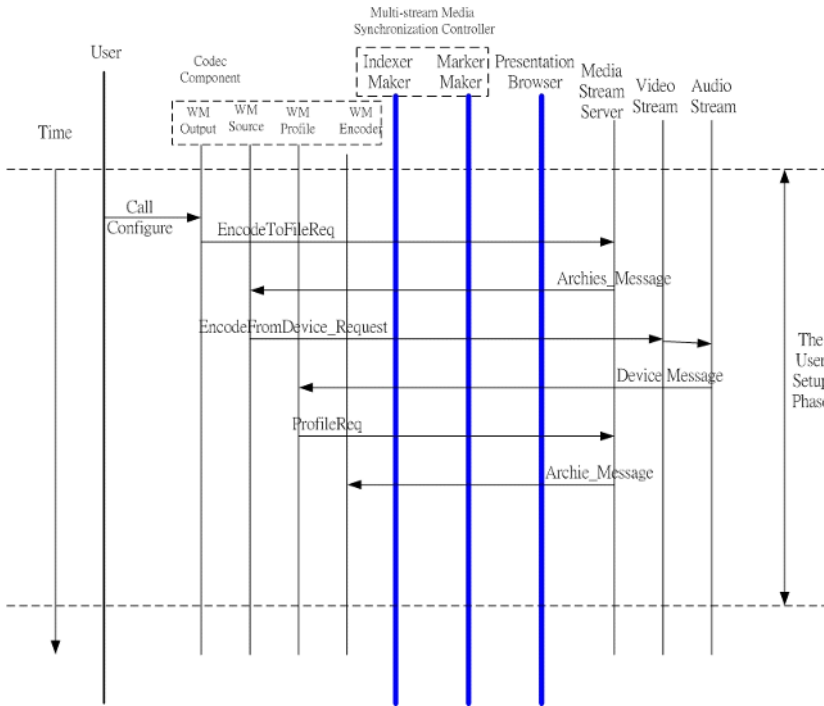 Multi-stream Media
Synchronization Controller
User
Codec
Component
Indexer
Maker
Marker
Maker
Presentation
Browser
Media
Stream
Server
Video
Stream
Audio
Stream
Time
WM
Output
WM
Source
WM
Profile
WM
Encoder
Call
Configure
EncodeToFileReq
Archies_Message
EncodeFromDevice_Request
Device Message
ProfileReq
Archie_Message
The
User
Setup
Phase